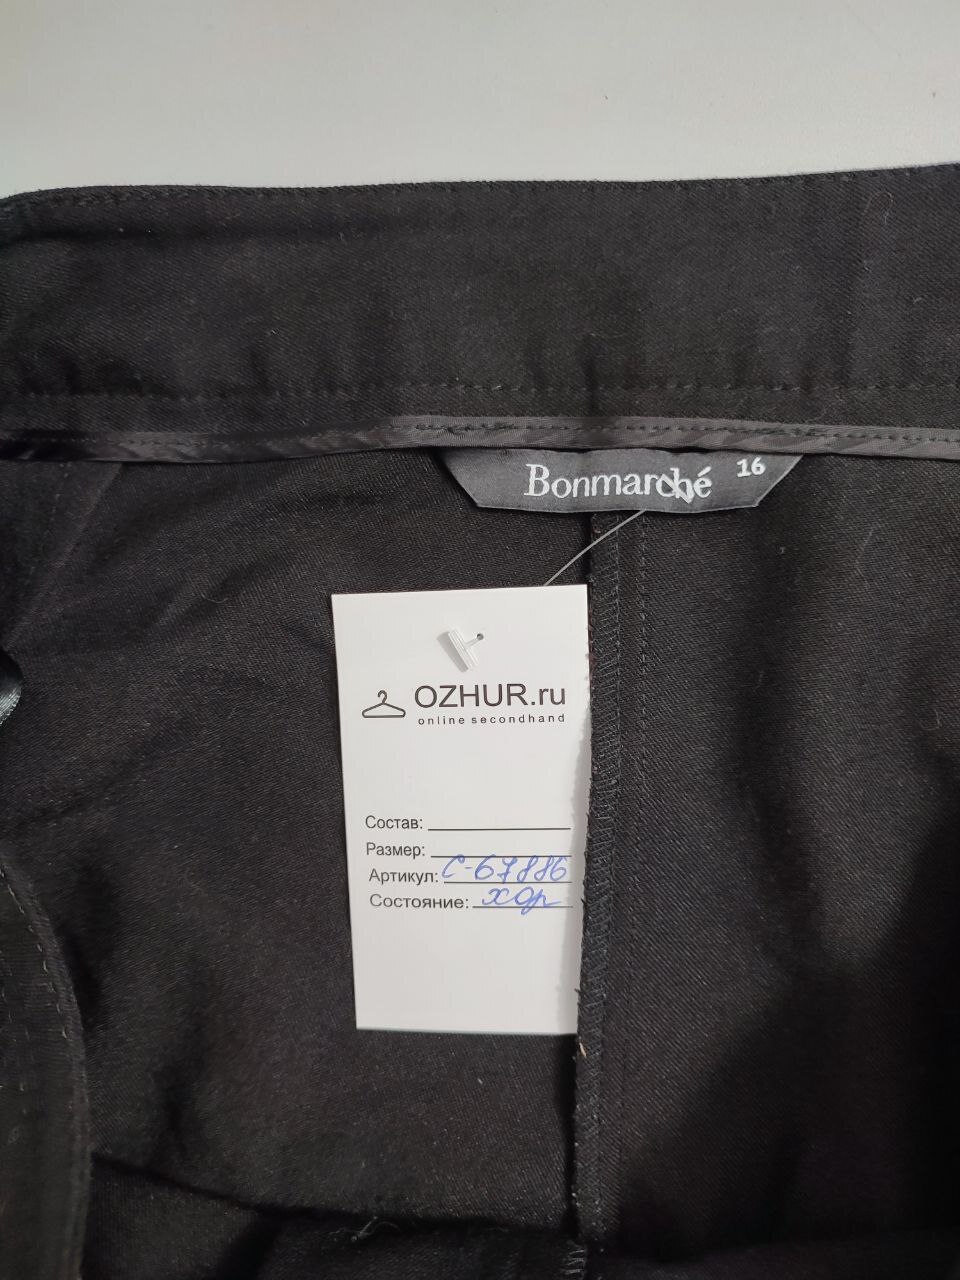 Bonmarché 16
OZHUR.ru
online secondhand
Состав:
Размер:
Артикул: С-67886
Состояние: хор